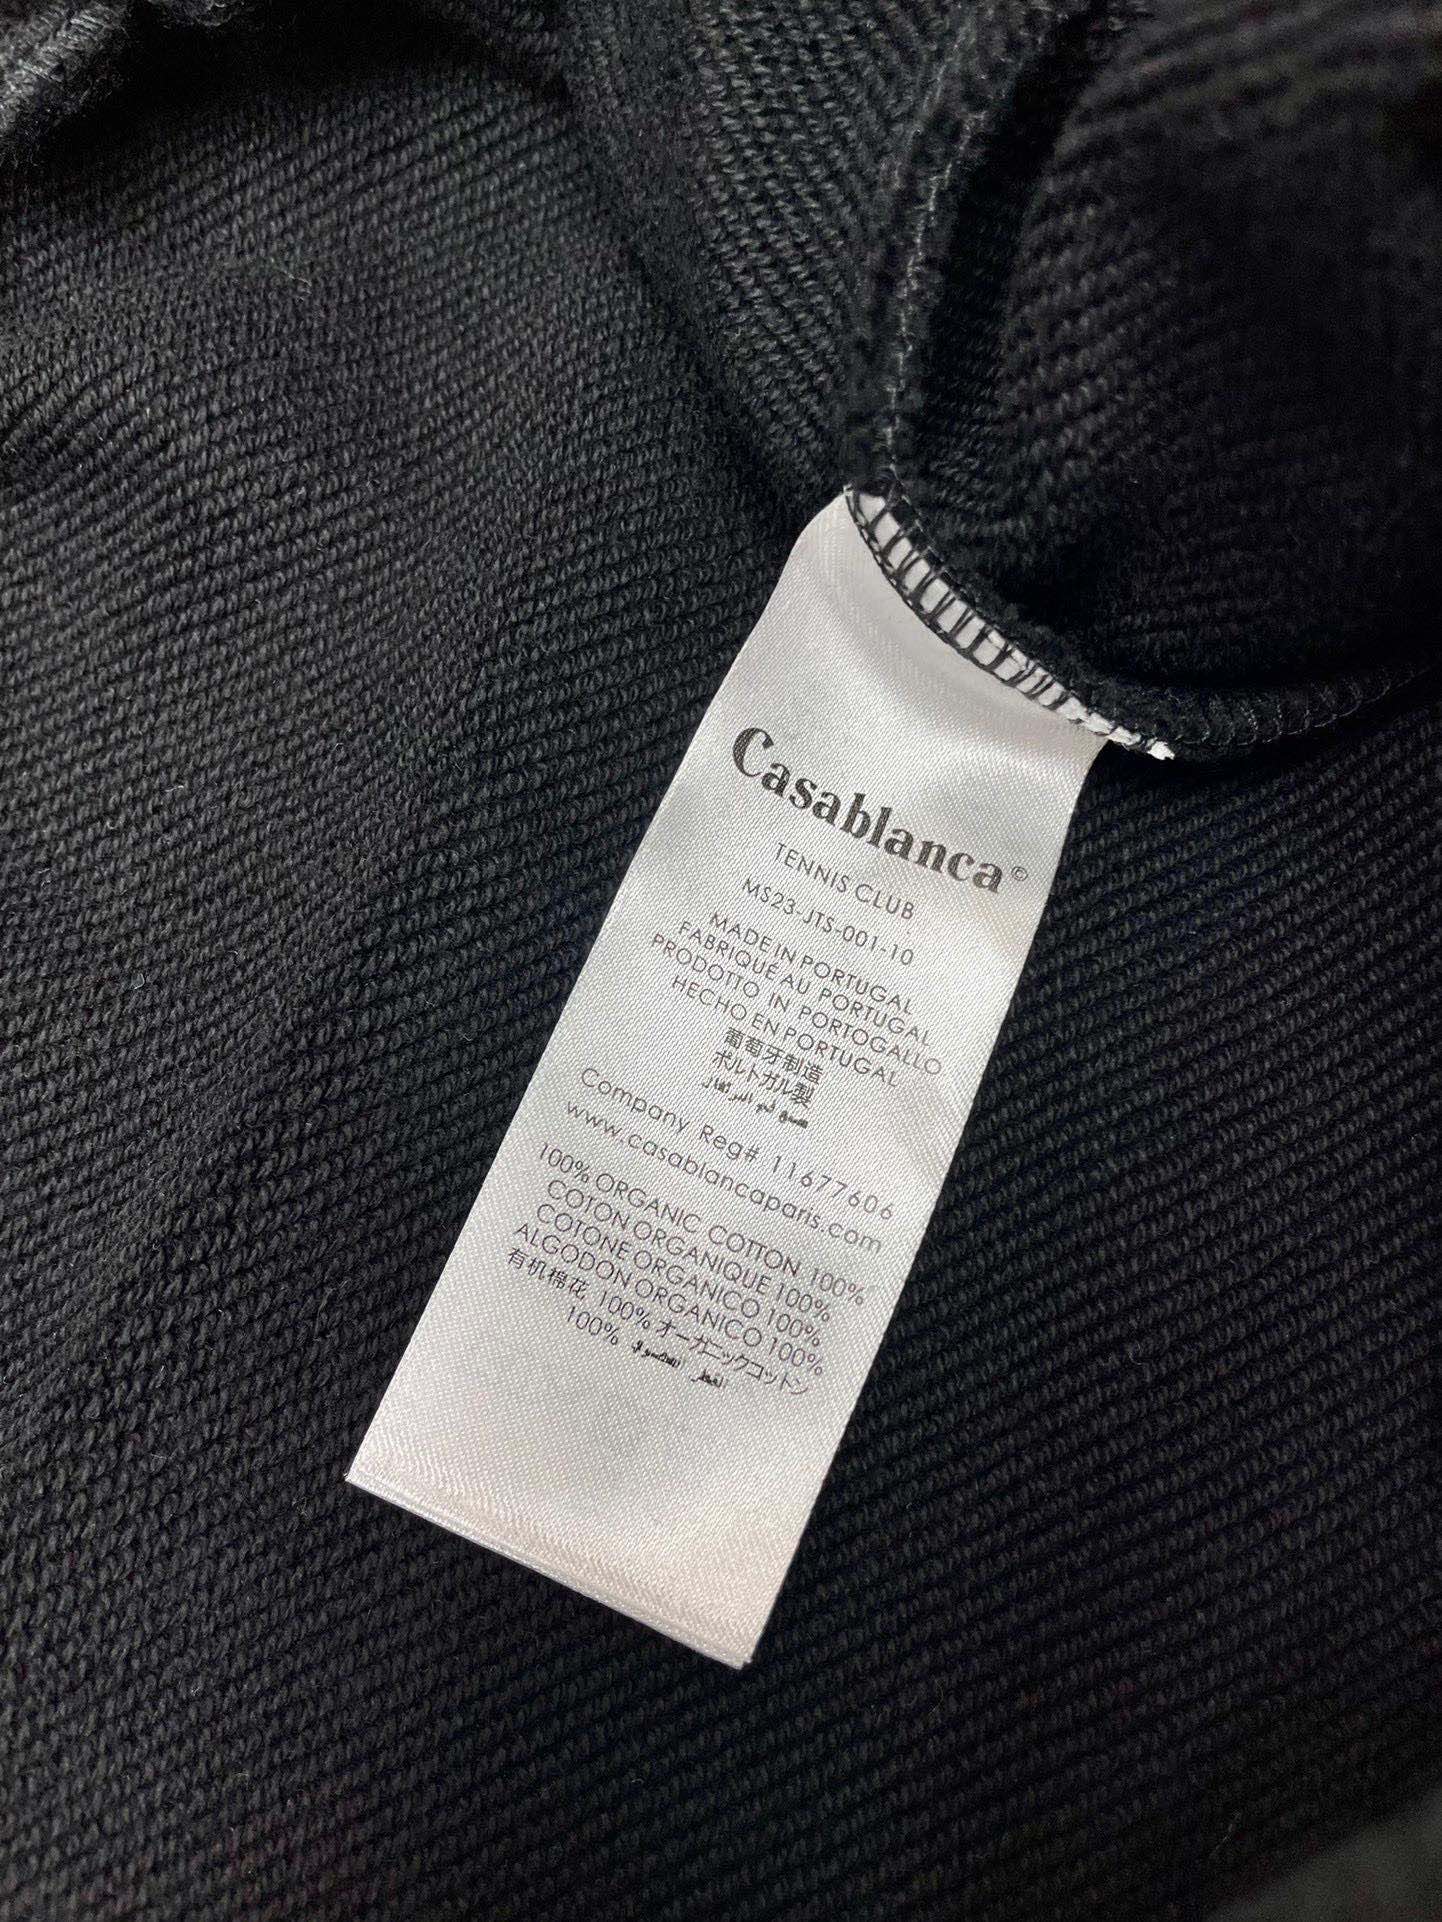 Casablanca©
TENNIS CLUB
MS23-JTS-001-10
MADE IN PORTUGAL
FABRIQUÉ AU PORTUGAL
PRODOTTO IN PORTOGALLO
HECHO EN PORTUGAL
葡萄牙制造
ポルトガル製
Company Reg# 11677606
www.casablancaparis.com
100% ORGANIC COTTON 100%
COTON ORGANIQUE 100%
COTONE ORGANICO 100%
ALGODON ORGANICO 100%
有机棉花, 100% オーガニックコットン
100%